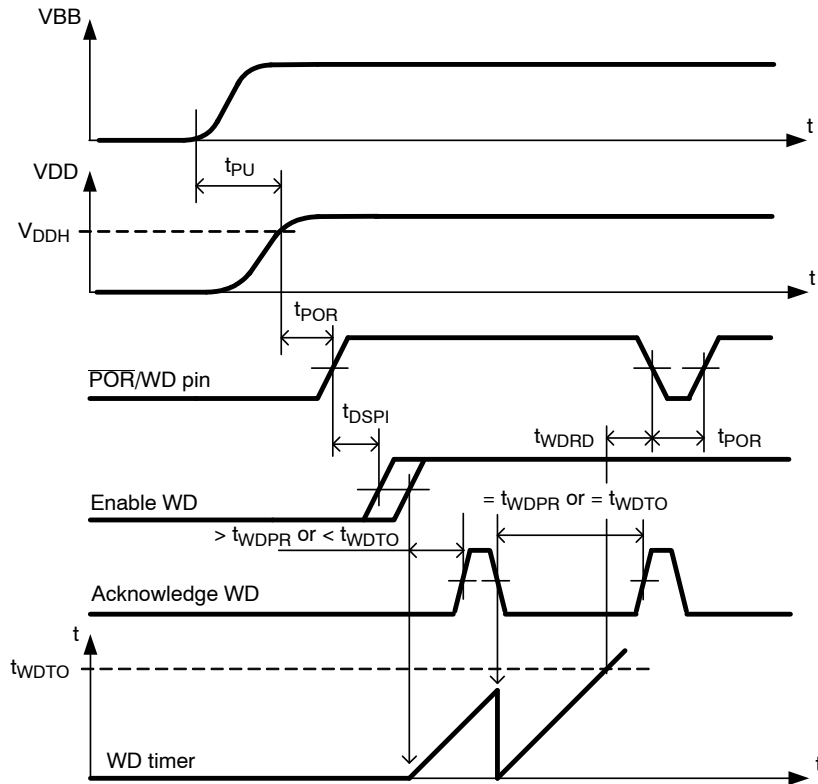 VBB
t
tPU
VDD
VDDH
t
tPOR
POR/WD pin
tDSPI
tWDRD
tPOR
Enable WD
= tWDPR or = tWDTO
> tWDPR or < tWDTO
Acknowledge WD
t
tWDTO
WD timer
t